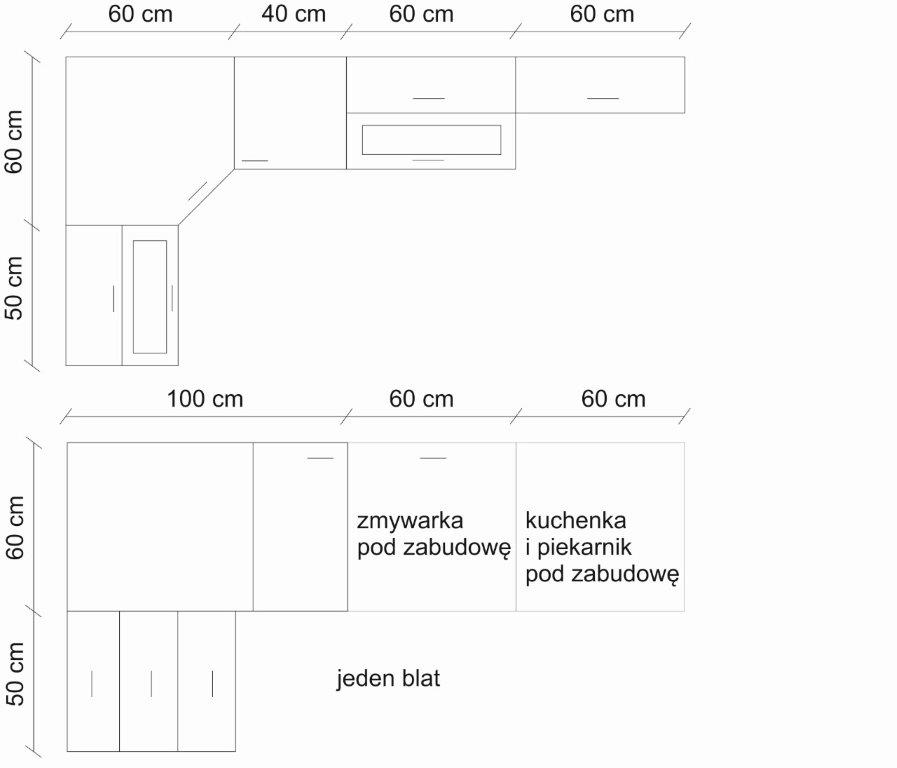 60 cm 40 cm 60 cm 60 cm
60 cm
50 cm
100 cm 60 cm 60 cm
60 cm
zmywarka
pod zabudowę
kuchenka
i piekarnik
pod zabudowę
50 cm
jeden blat